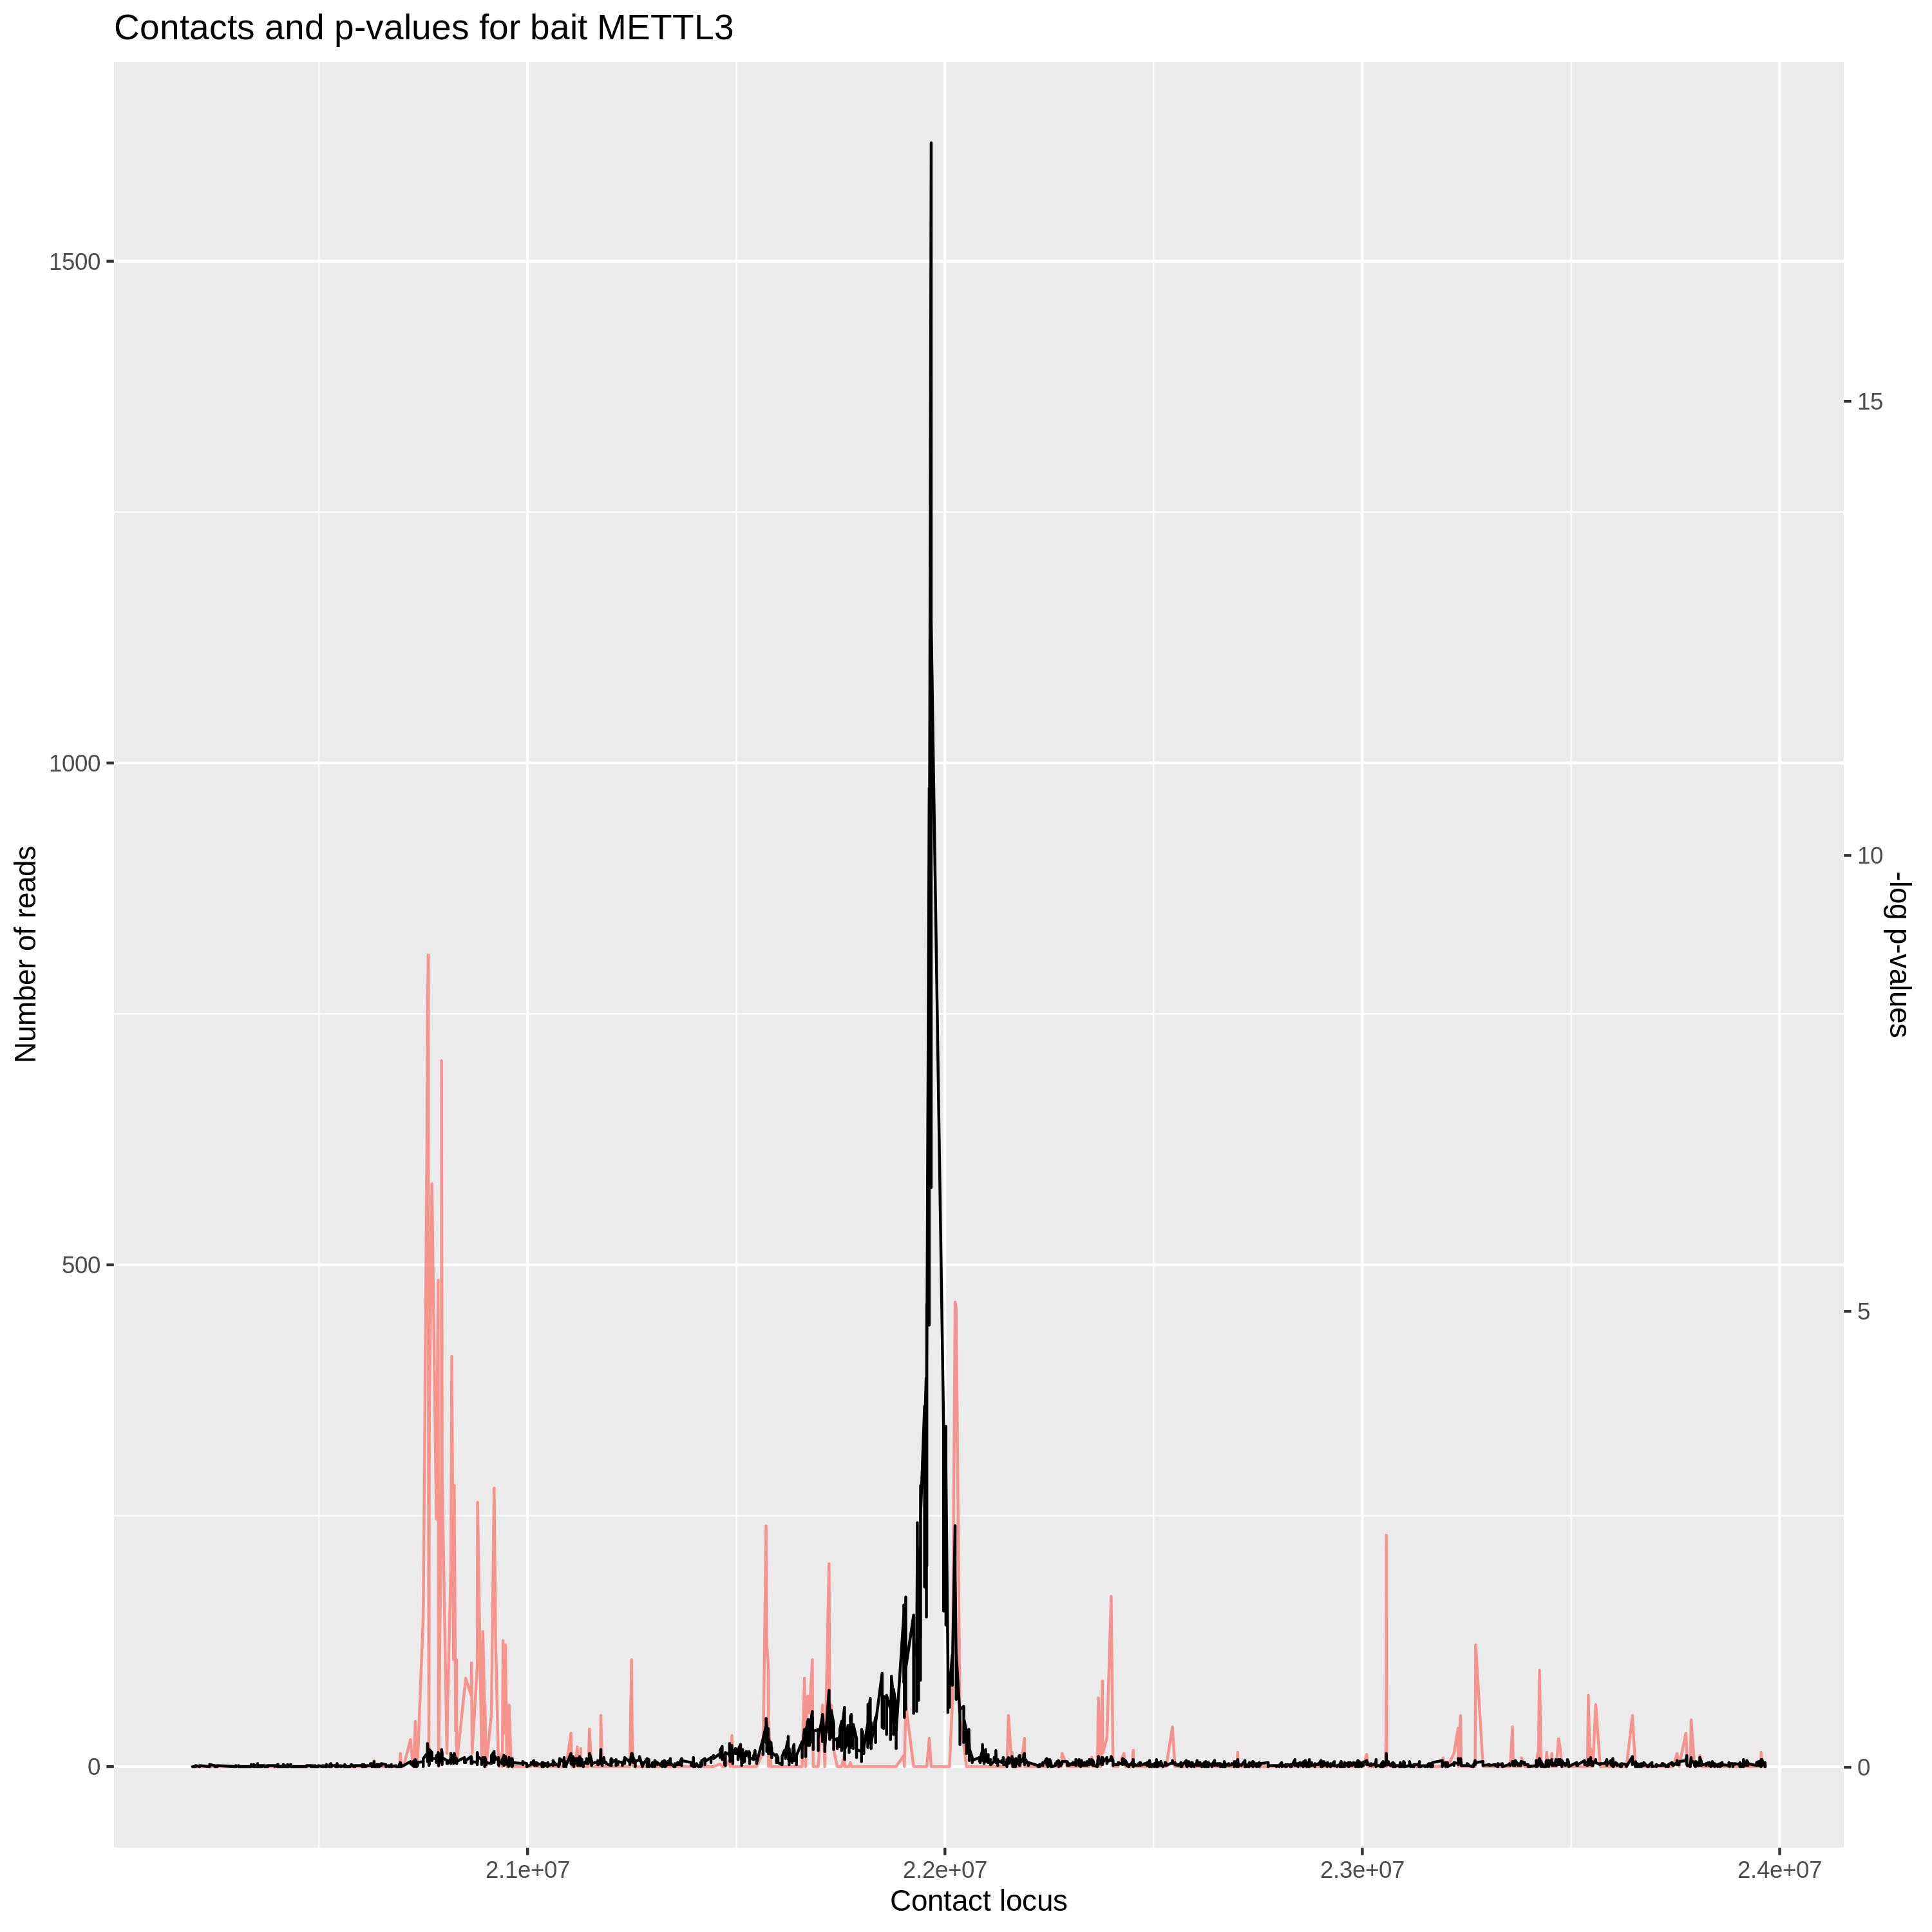 Contacts and p-values for bait METTL3
1500
1000
500
0
Number of reads
15
10
5
0
-log p-values
2.1e+07
2.2e+07
2.3e+07
2.4e+07
Contact locus